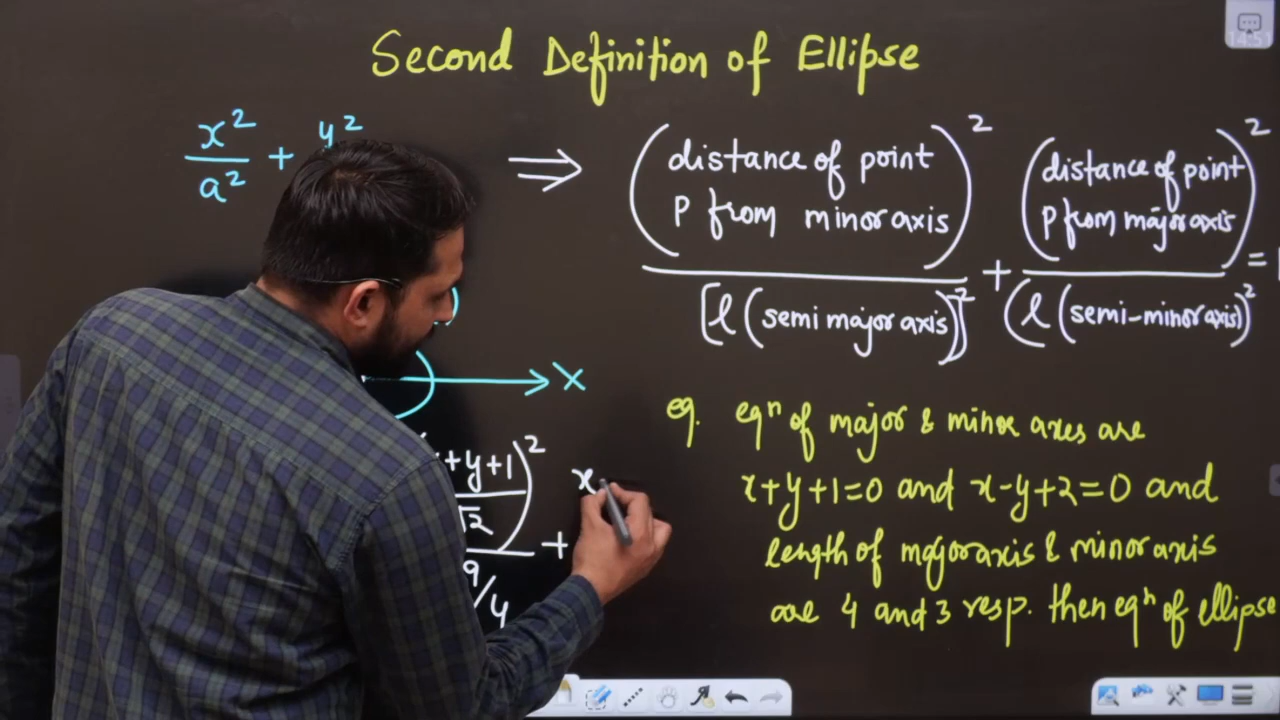 Second Definition of Ellipse
14:51
x²/a² + y²
⇒ (distance of point P from minor axis)² / [l (semi major axis)]² + (distance of point P from major axis)² / (l (semi-minor axis))² =
X
+y+1 / √2)² / 9/4 + x
eg. eqⁿ of major & minor axes are
x+y+1=0 and x-y+2=0 and
length of major axis & minor axis
are 4 and 3 resp. then eqⁿ of ellipse